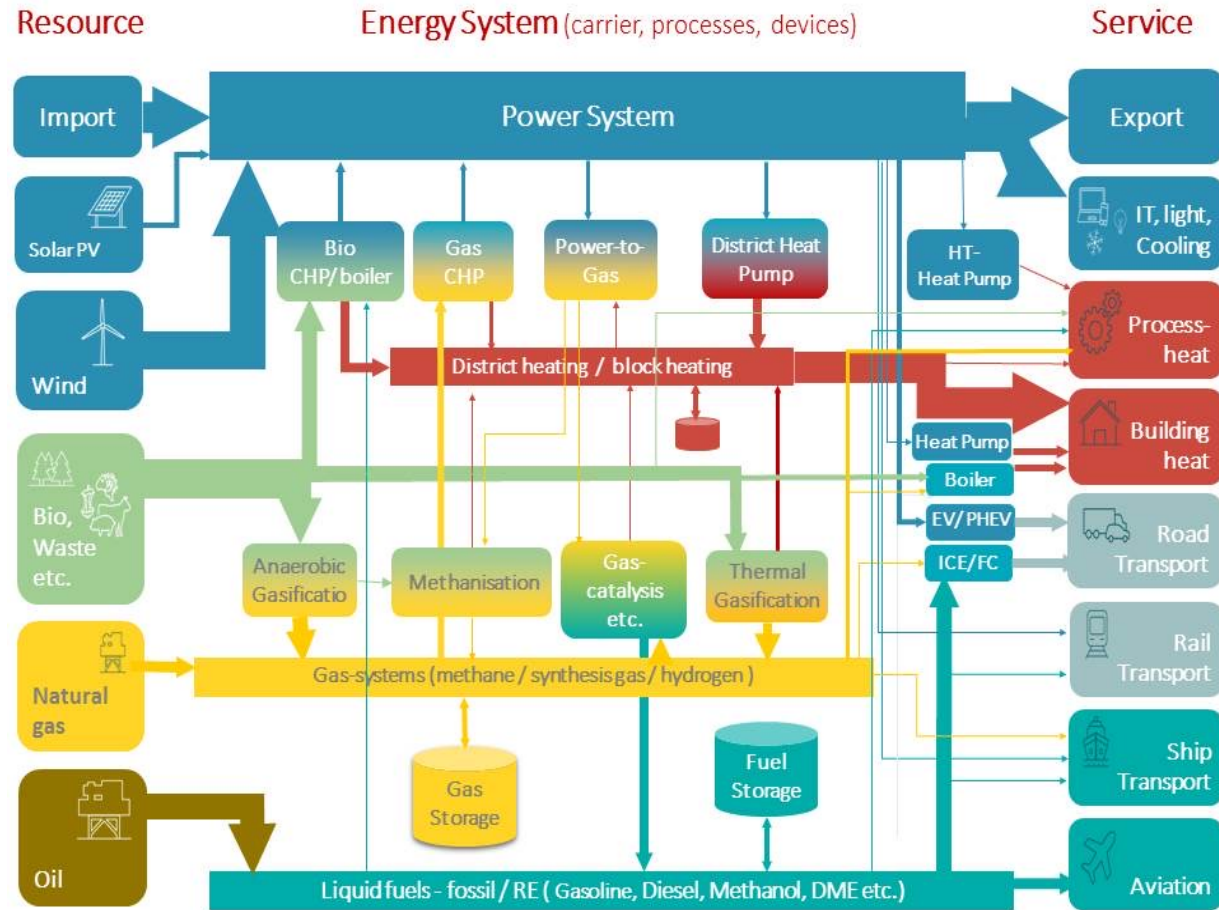 Resource
Energy System (carrier, processes, devices)
Service
Import
Power System
Export
Solar PV
IT, light,
Cooling
Bio
CHP/boiler
Gas
CHP
Power-to-
Gas
District Heat
Pump
HT-
Heat Pump
Wind
District heating / block heating
Process-
heat
Heat Pump
Building
heat
Boiler
Bio,
Waste
etc.
EV/PHEV
Road
Transport
Anaerobic
Gasificatio
Methanisation
Gas-
catalysis
etc.
Thermal
Gasification
ICE/FC
Rail
Transport
Natural
gas
Gas-systems (methane / synthesis gas / hydrogen )
Ship
Transport
Gas
Storage
Fuel
Storage
Oil
Liquid fuels - fossil / RE ( Gasoline, Diesel, Methanol, DME etc.)
Aviation